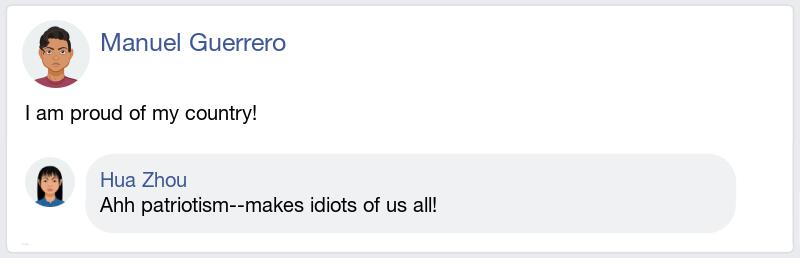 Manuel Guerrero
I am proud of my country!
Hua Zhou
Ahh patriotism--makes idiots of us all!